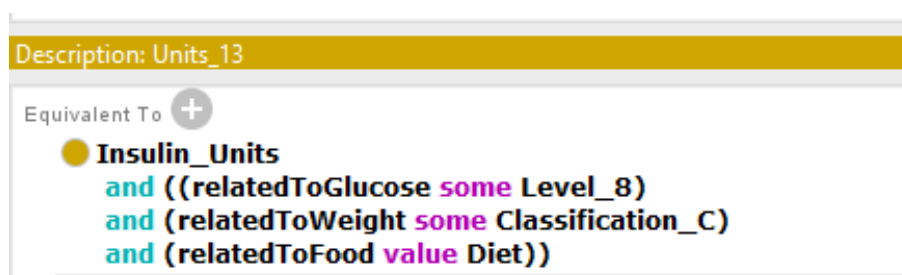 Description: Units_13
Equivalent To
Insulin_Units
and ((relatedToGlucose some Level_8)
and (relatedToWeight some Classification_C)
and (relatedToFood value Diet))